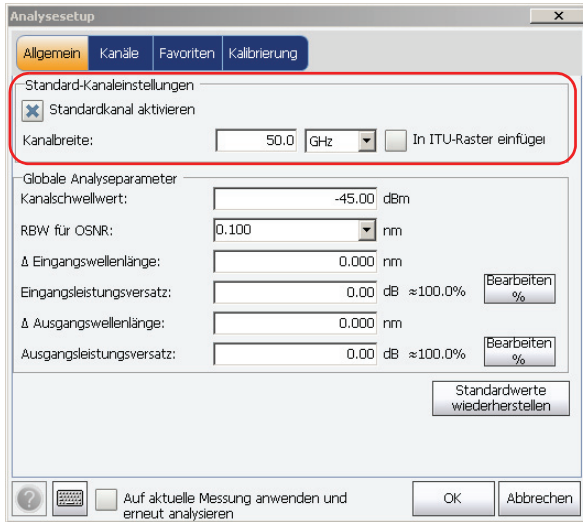 Analysesetup
Allgemein Kanäle Favoriten Kalibrierung
Standard-Kanaleinstellungen
Standardkanal aktivieren
Kanalbreite: 50.0 GHz In ITU-Raster einfüger
Globale Analyseparameter
Kanalschwellwert: -45.00 dBm
RBW für OSNR: 0.100 nm
Δ Eingangswellenlänge: 0.000 nm
Eingangsleistungsversatz: 0.00 dB ≈100.0% Bearbeiten %
Δ Ausgangswellenlänge: 0.000 nm
Ausgangsleistungsversatz: 0.00 dB ≈100.0% Bearbeiten %
Standardwerte
wiederherstellen
Auf aktuelle Messung anwenden und
erneut analysieren
OK Abbrechen